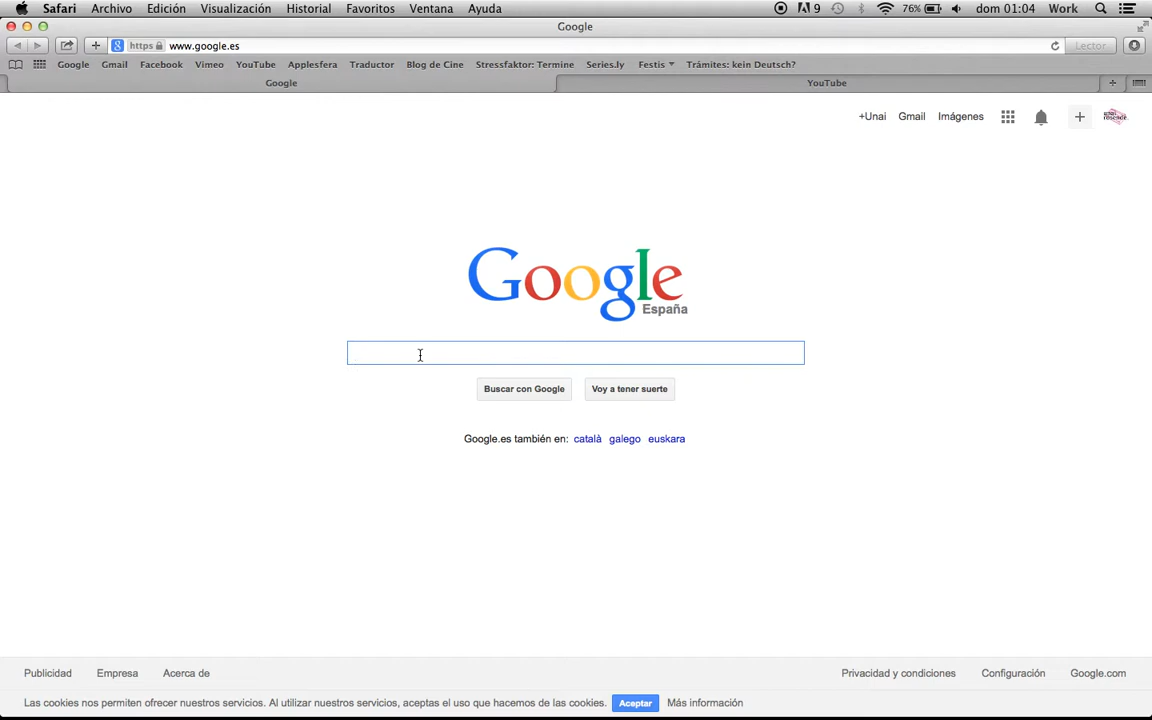 Safari Archivo Edición Visualización Historial Favoritos Ventana Ayuda 9 76% dom 01:04 Work
Google
https www.google.es Lector
Google Gmail Facebook Vimeo YouTube Applesfera Traductor Blog de Cine Stressfaktor: Termine Series.ly Festis Trámites: kein Deutsch?
Google YouTube
+Unai Gmail Imágenes
Google
España
Buscar con Google Voy a tener suerte
Google.es también en: català galego euskara
Publicidad Empresa Acerca de Privacidad y condiciones Configuración Google.com
Las cookies nos permiten ofrecer nuestros servicios. Al utilizar nuestros servicios, aceptas el uso que hacemos de las cookies. Aceptar Más información